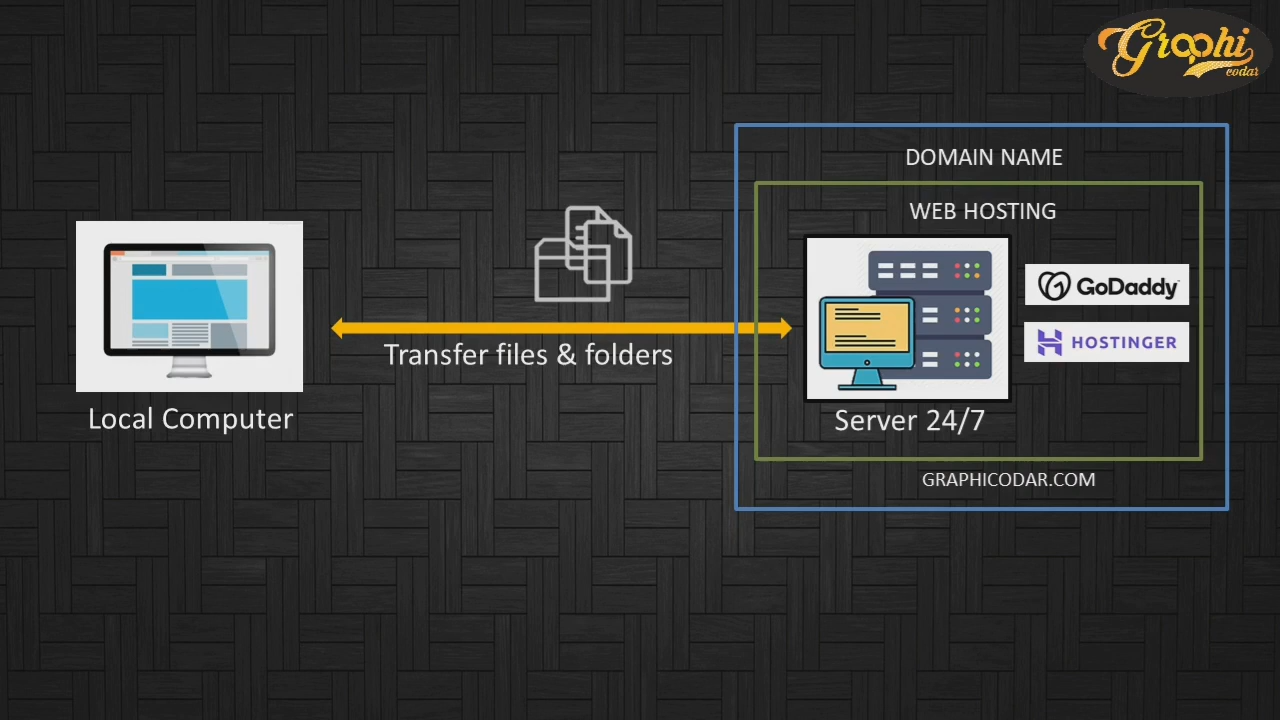 Graphi
codar
DOMAIN NAME
WEB HOSTING
GoDaddy
HOSTINGER
Transfer files & folders
Local Computer
Server 24/7
GRAPHICODAR.COM